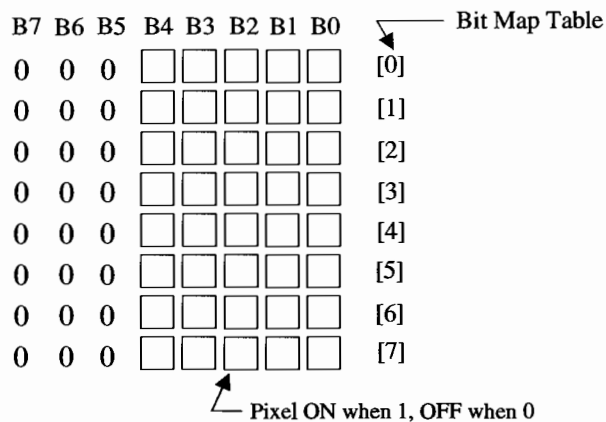 B7 B6 B5 B4 B3 B2 B1 B0 Bit Map Table
0 0 0 [0]
0 0 0 [1]
0 0 0 [2]
0 0 0 [3]
0 0 0 [4]
0 0 0 [5]
0 0 0 [6]
0 0 0 [7]
Pixel ON when 1, OFF when 0